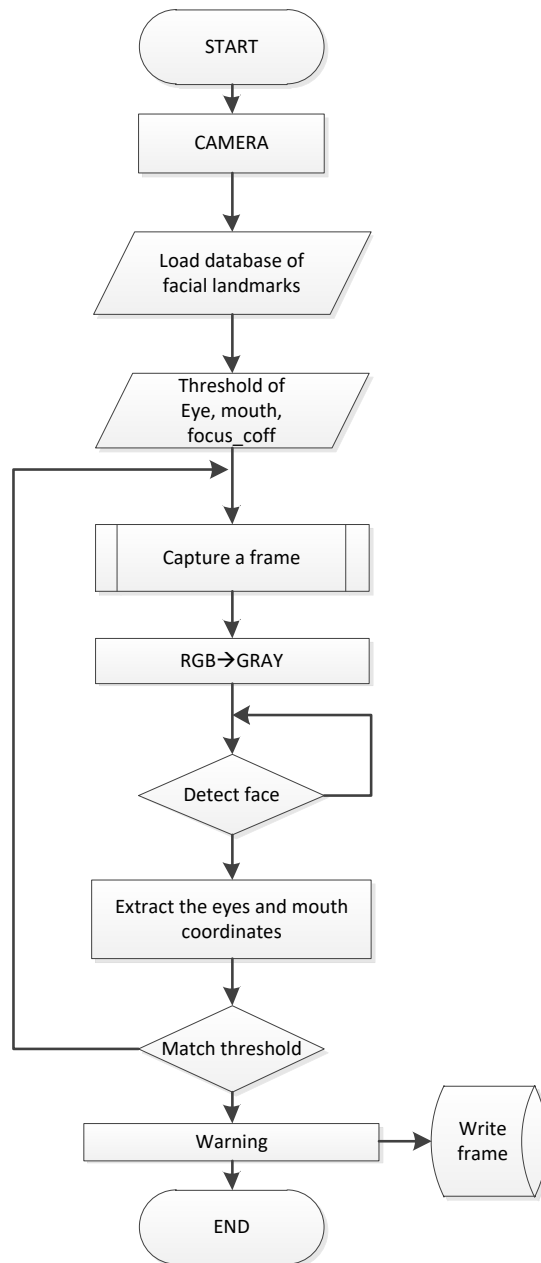 START
CAMERA
Load database of
facial landmarks
Threshold of
Eye, mouth,
focus_coff
Capture a frame
RGB→GRAY
Detect face
Extract the eyes and mouth
coordinates
Match threshold
Warning
Write
frame
END